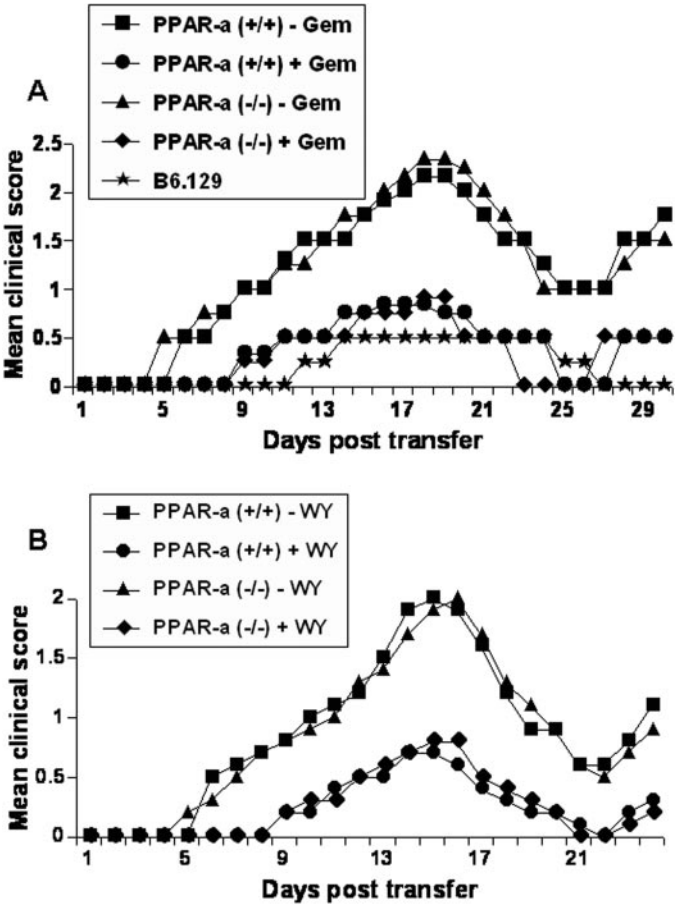 A
PPAR-a (+/+) - Gem
PPAR-a (+/+) + Gem
PPAR-a (-/-) - Gem
PPAR-a (-/-) + Gem
B6.129
Mean clinical score
2.5
2
1.5
1
0.5
0
1 5 9 13 17 21 25 29
Days post transfer
B
PPAR-a (+/+) - WY
PPAR-a (+/+) + WY
PPAR-a (-/-) - WY
PPAR-a (-/-) + WY
Mean clinical score
2
1.5
1
0.5
0
1 5 9 13 17 21
Days post transfer